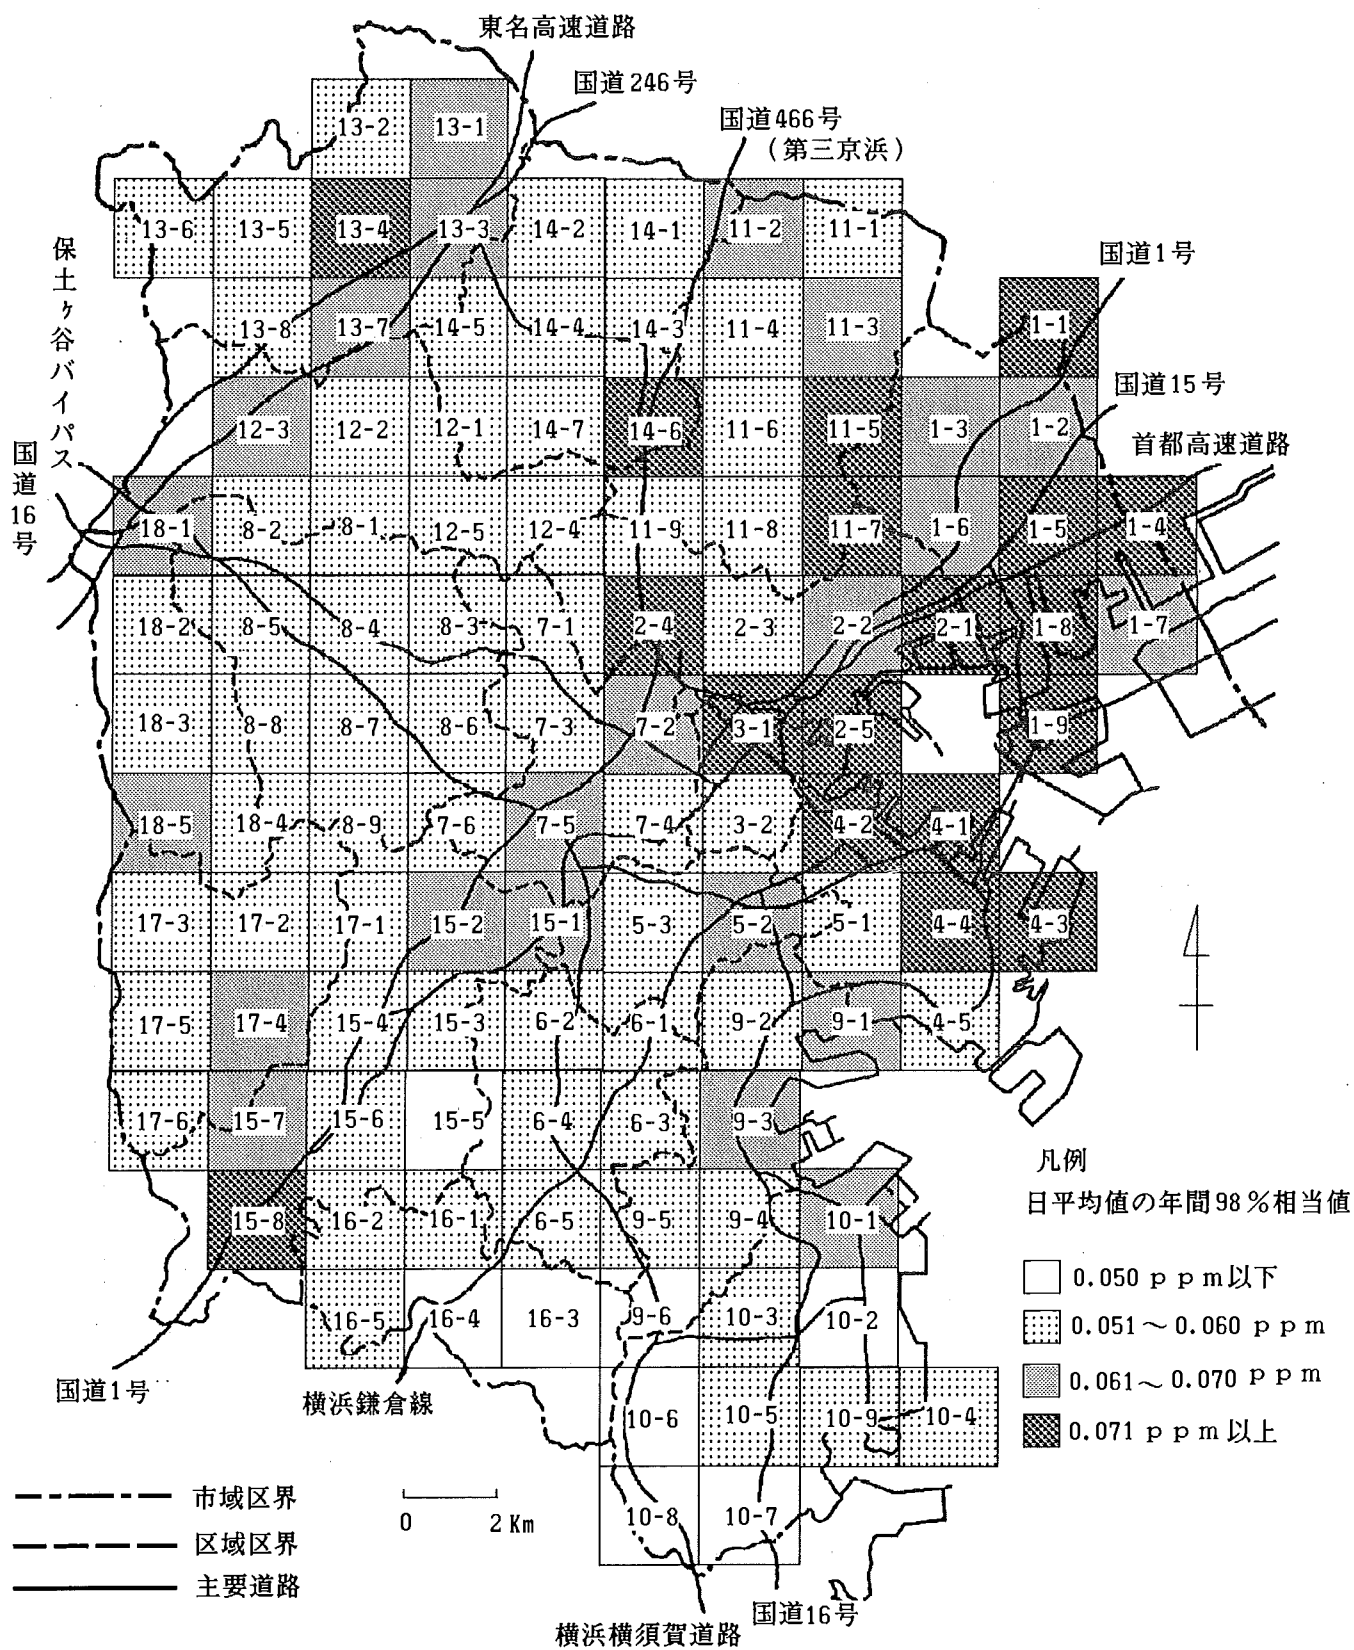 東名高速道路
国道246号
国道466号
(第三京浜)
13-2 13-1
13-6 13-5 13-4 13-3 14-2 14-1 11-2 11-1
保土ヶ谷バイパス
国道1号
13-8 13-7 14-5 14-4 14-3 11-4 11-3 1-1
国道15号
12-3 12-2 12-1 14-7 14-6 11-6 11-5 1-3 1-2
首都高速道路
国道16号
18-1 8-2 8-1 12-5 12-4 11-9 11-8 11-7 1-6 1-5 1-4
18-2 8-5 8-4 8-3 7-1 2-4 2-3 2-2 2-1 1-8 1-7
18-3 8-8 8-7 8-6 7-3 7-2 3-1 2-5 1-9
18-5 18-4 8-9 7-6 7-5 7-4 3-2 4-2 4-1
17-3 17-2 17-1 15-2 15-1 5-3 5-2 5-1 4-4 4-3
17-5 17-4 15-4 15-3 6-2 6-1 9-2 9-1 4-5
17-6 15-7 15-6 15-5 6-4 6-3 9-3
15-8 16-2 16-1 6-5 9-5 9-4 10-1
16-5 16-4 16-3 9-6 10-3 10-2
10-6 10-5 10-9 10-4
10-8 10-7
凡例
日平均値の年間98%相当値
0.050 ppm以下
0.051~0.060 ppm
0.061~0.070 ppm
0.071 ppm以上
国道1号
横浜鎌倉線
市域区界
区域区界
主要道路
0 2 Km
横浜横須賀道路
国道16号